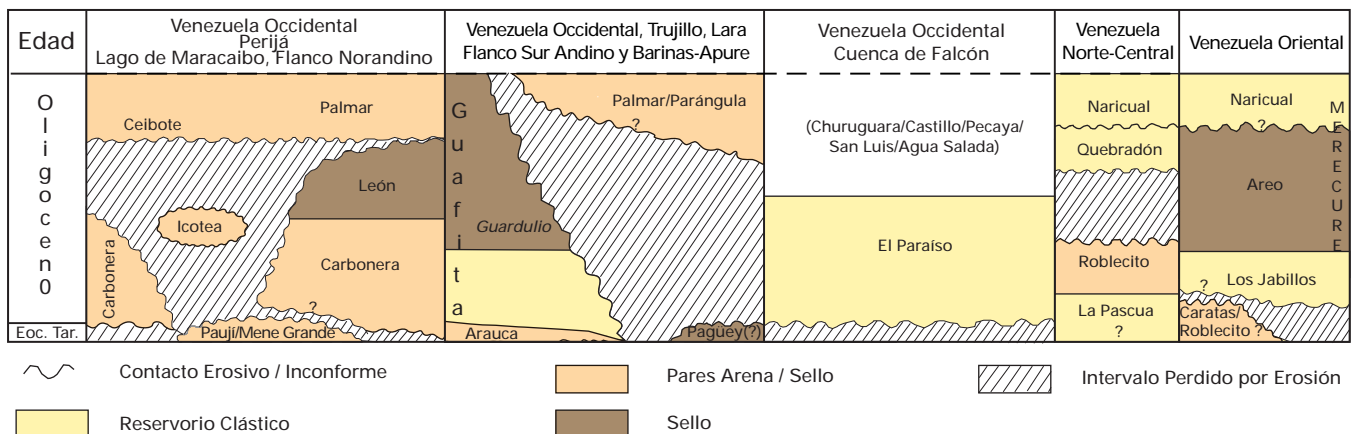 Edad
Venezuela Occidental
Perijá
Lago de Maracaibo, Flanco Norandino
Venezuela Occidental, Trujillo, Lara
Flanco Sur Andino y Barinas-Apure
Venezuela Occidental
Cuenca de Falcón
Venezuela
Norte-Central
Venezuela Oriental
Oligocen0
Eoc. Tar.
Palmar
Ceibote
León
Icotea
Carbonera
Carbonera
?
Paují/Mene Grande
Guafita
Palmar/Parángula
?
Guardulio
Arauca
Pagüey(?)
(Churuguara/Castillo/Pecaya/
San Luis/Agua Salada)
El Paraíso
Naricual
Quebradón
Roblecito
La Pascua
?
Naricual
?
MERECURE
Areo
Los Jabillos
?
Caratas/
Roblecito ?
Contacto Erosivo / Inconforme
Pares Arena / Sello
Intervalo Perdido por Erosión
Reservorio Clástico
Sello